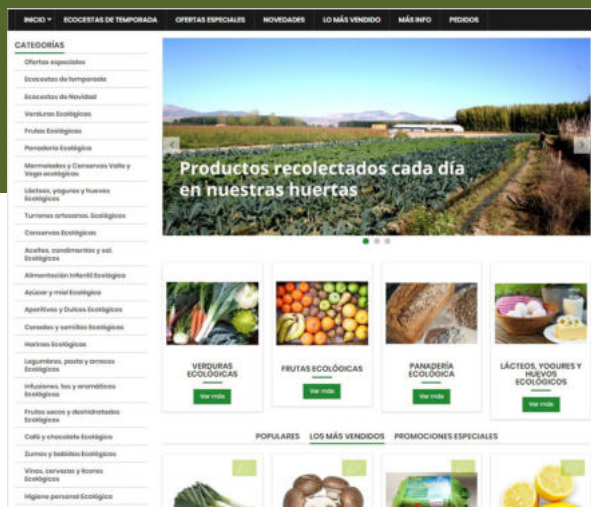 INICIO
ECOCESTAS DE TEMPORADA
OFERTAS ESPECIALES
NOVEDADES
LO MÁS VENDIDO
MÁS INFO
PEDIDOS
CATEGORÍAS
Ofertas especiales
Ecocestas de temporada
Ecocestas de Navidad
Verduras Ecológicas
Frutas Ecológicas
Panadería Ecológica
Mermeladas y Conservas Valle y
Vega ecológicas
Lácteos, yogures y huevos
Ecológicos
Turrones artesanos. Ecológicos
Conservas Ecológicas
Aceites, condimentos y sal.
Ecológicos
Alimentación Infantil Ecológica
Azúcar y miel Ecológica
Aperitivos y Dulces Ecológicos
Cereales y semillas Ecológicas
Harinas Ecológicas
Legumbres, pasta y arroces
Ecológicos
Infusiones, tes y aromáticas
Ecológicas
Frutos secos y deshidratados
Ecológicos
Café y chocolate Ecológico
Zumos y bebidas Ecológicas
Vinos, cervezas y licores
Ecológicos
Higiene personal Ecológica
Productos recolectados cada día
en nuestras huertas
VERDURAS
ECOLÓGICAS
Ver más
FRUTAS ECOLÓGICAS
Ver más
PANADERÍA
ECOLÓGICA
Ver más
LÁCTEOS, YOGURES Y
HUEVOS
ECOLÓGICOS
Ver más
POPULARES
LOS MÁS VENDIDOS
PROMOCIONES ESPECIALES